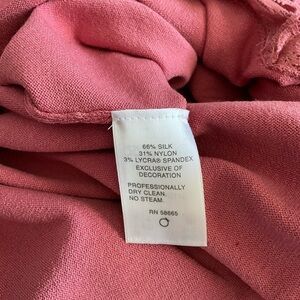 66% SILK
31% NYLON
3% LYCRA® SPANDEX
EXCLUSIVE OF
DECORATION
PROFESSIONALLY
DRY CLEAN.
NO STEAM.
RN 58665